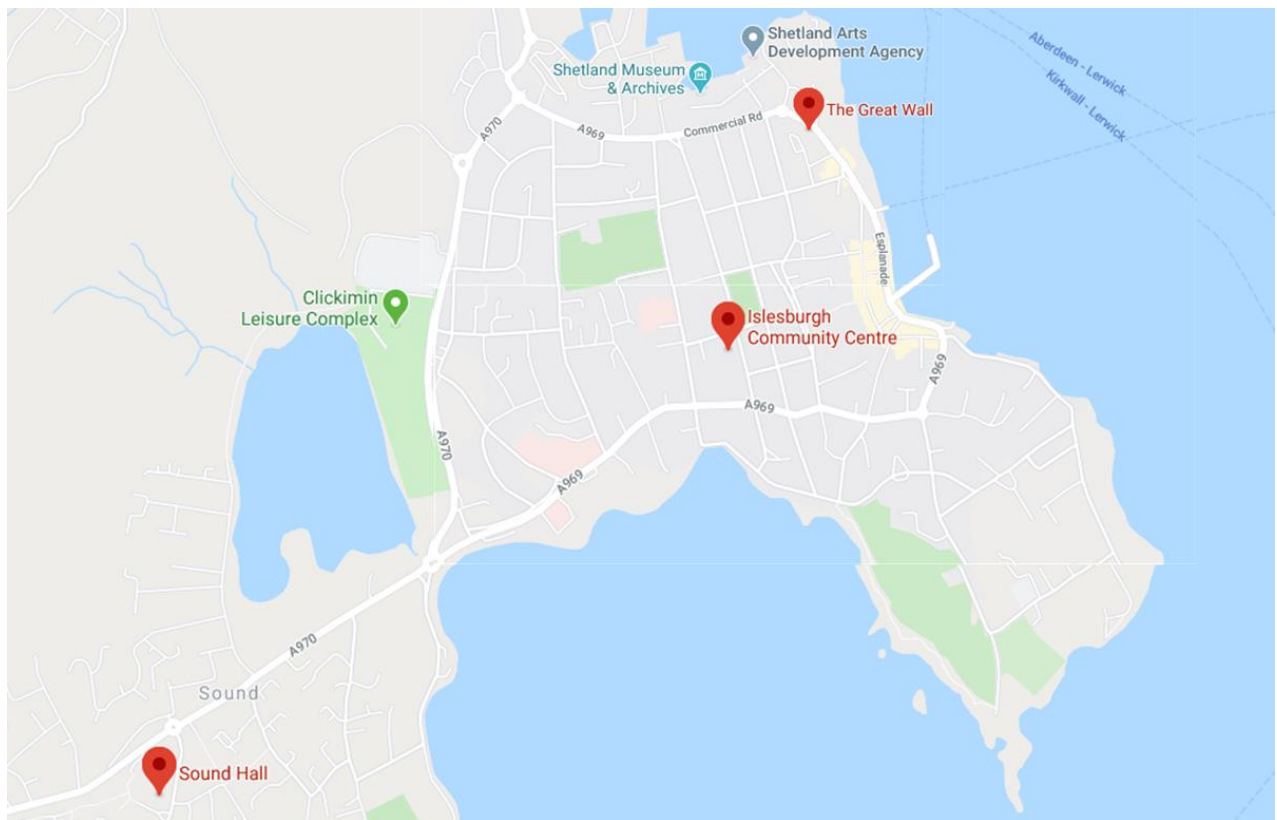 Shetland Arts
Development Agency
Aberdeen - Lerwick
Kirkwall - Lerwick
Shetland Museum
& Archives
The Great Wall
A970
A969
Commercial Rd
Esplanade
Clickimin
Leisure Complex
Islesburgh
Community Centre
A969
A969
A970
A969
A970
Sound
Sound Hall